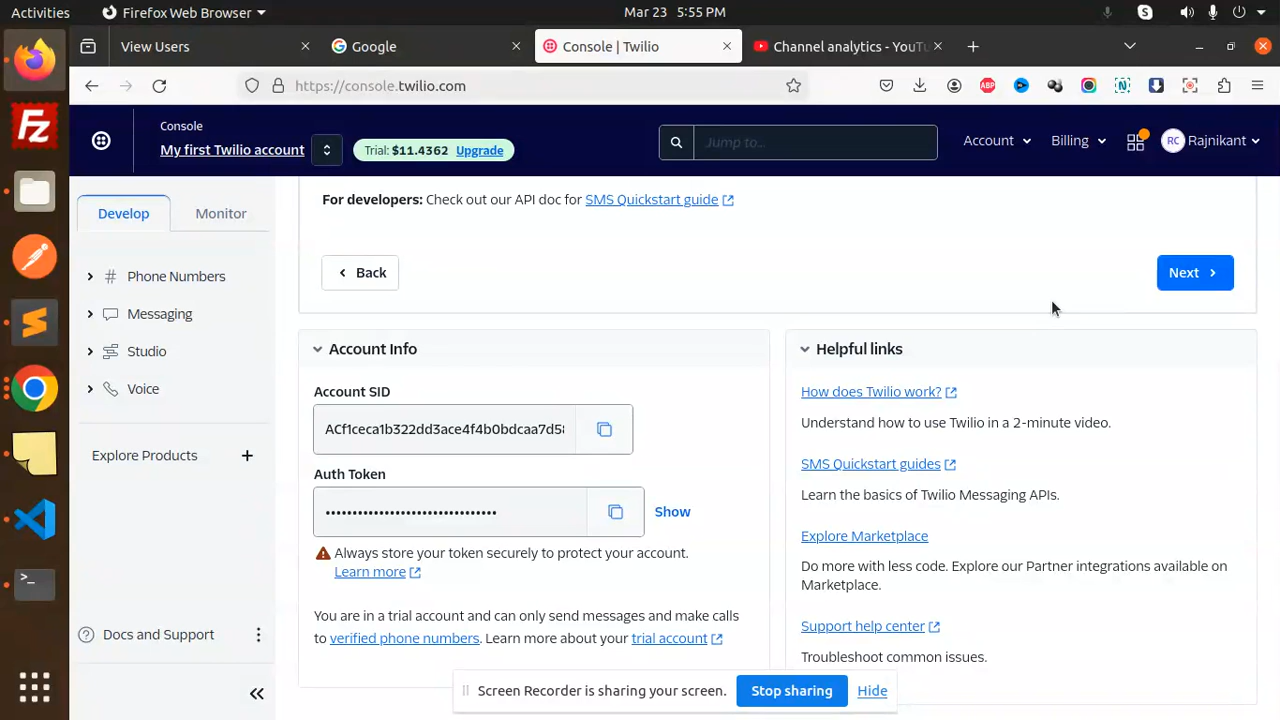 Activities
Firefox Web Browser
Mar 23 5:55 PM
View Users
Google
Console | Twilio
Channel analytics - YouTu
https://console.twilio.com
Console
My first Twilio account
Trial: $11.4362 Upgrade
Jump to...
Account
Billing
RC Rajnikant
Develop
Monitor
Phone Numbers
Messaging
Studio
Voice
Explore Products
Docs and Support
For developers: Check out our API doc for SMS Quickstart guide
Back
Next
Account Info
Account SID
ACf1ceca1b322dd3ace4f4b0bdcaa7d58
Auth Token
••••••••••••••••••••••••••••••••
Show
Always store your token securely to protect your account.
Learn more
You are in a trial account and can only send messages and make calls
to verified phone numbers. Learn more about your trial account
Helpful links
How does Twilio work?
Understand how to use Twilio in a 2-minute video.
SMS Quickstart guides
Learn the basics of Twilio Messaging APIs.
Explore Marketplace
Do more with less code. Explore our Partner integrations available on
Marketplace.
Support help center
Troubleshoot common issues.
Screen Recorder is sharing your screen.
Stop sharing
Hide